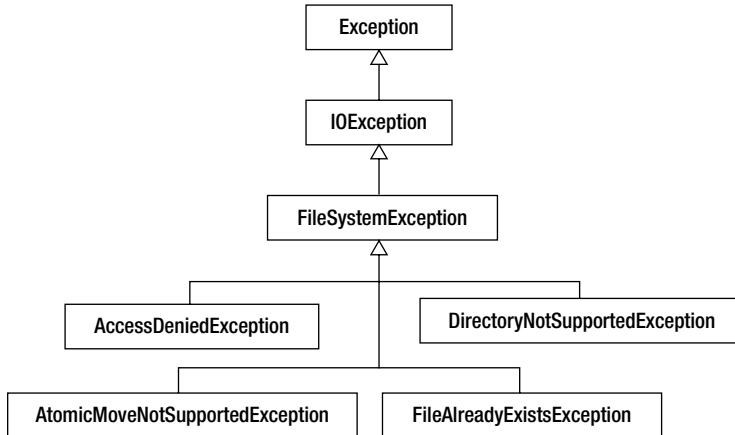 Exception
IOException
FileSystemException
AccessDeniedException
DirectoryNotSupportedException
AtomicMoveNotSupportedException
FileAlreadyExistsException